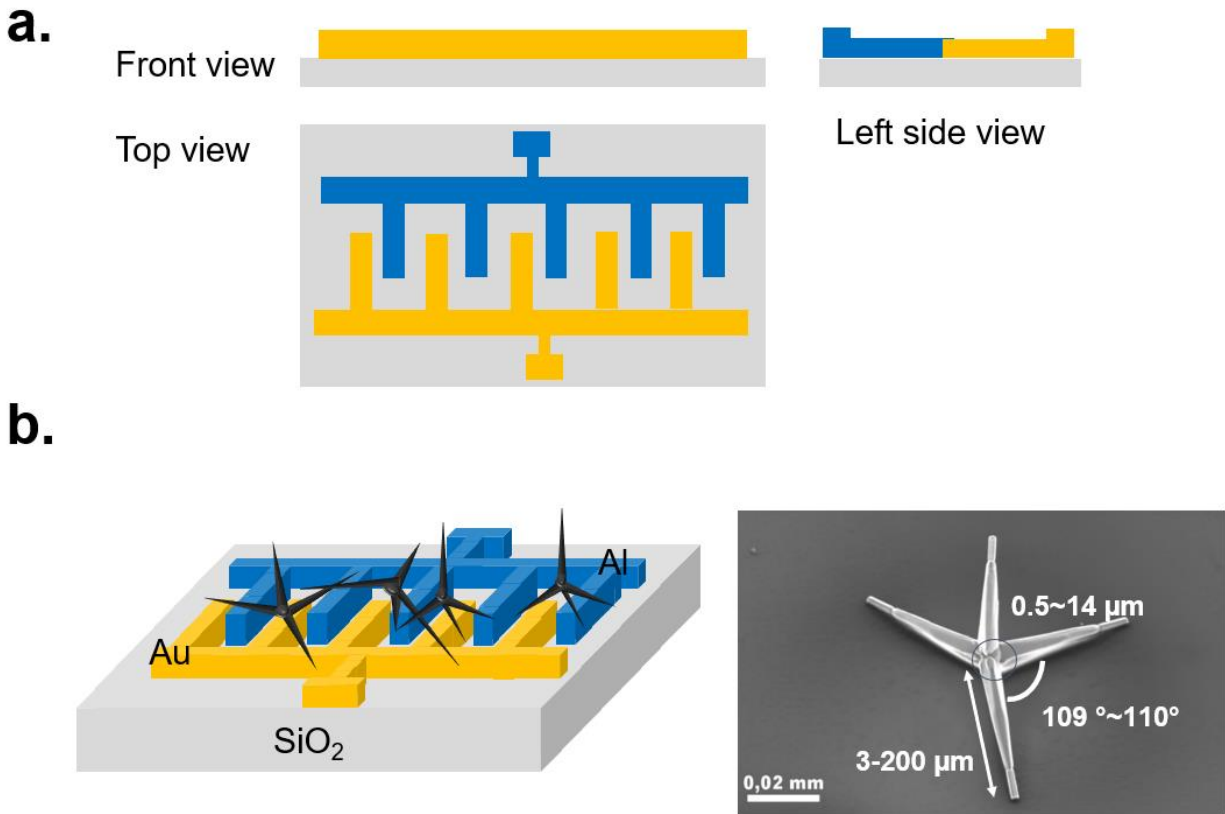 a.
Front view
Top view
Left side view
b.
Al
Au
SiO₂
0.5~14 µm
109 °~110°
3-200 µm
0,02 mm